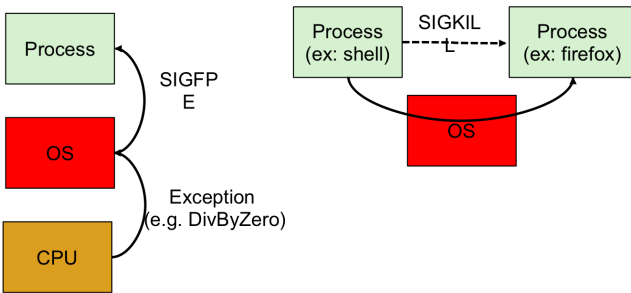 Process
SIGFP
E
OS
Exception
(e.g. DivByZero)
CPU
Process
(ex: shell)
SIGKIL
L
Process
(ex: firefox)
OS